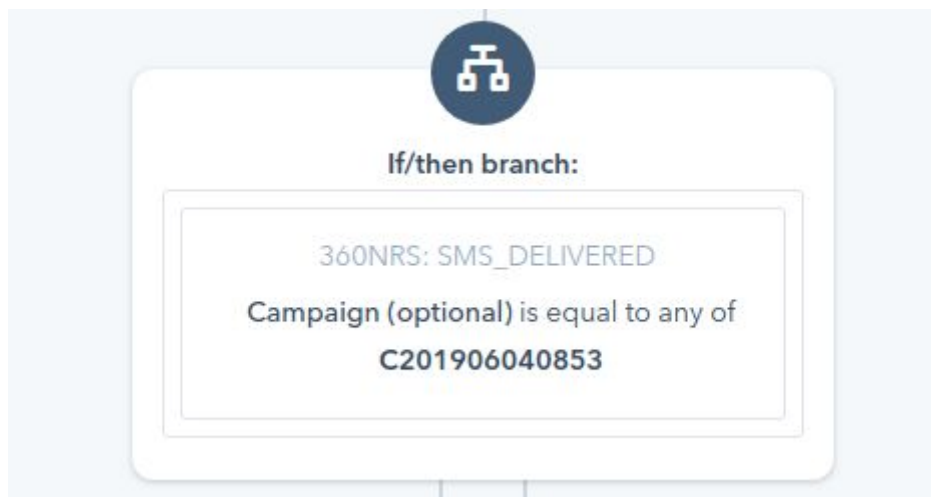 If/then branch:
360NRS: SMS_DELIVERED
Campaign (optional) is equal to any of
C201906040853